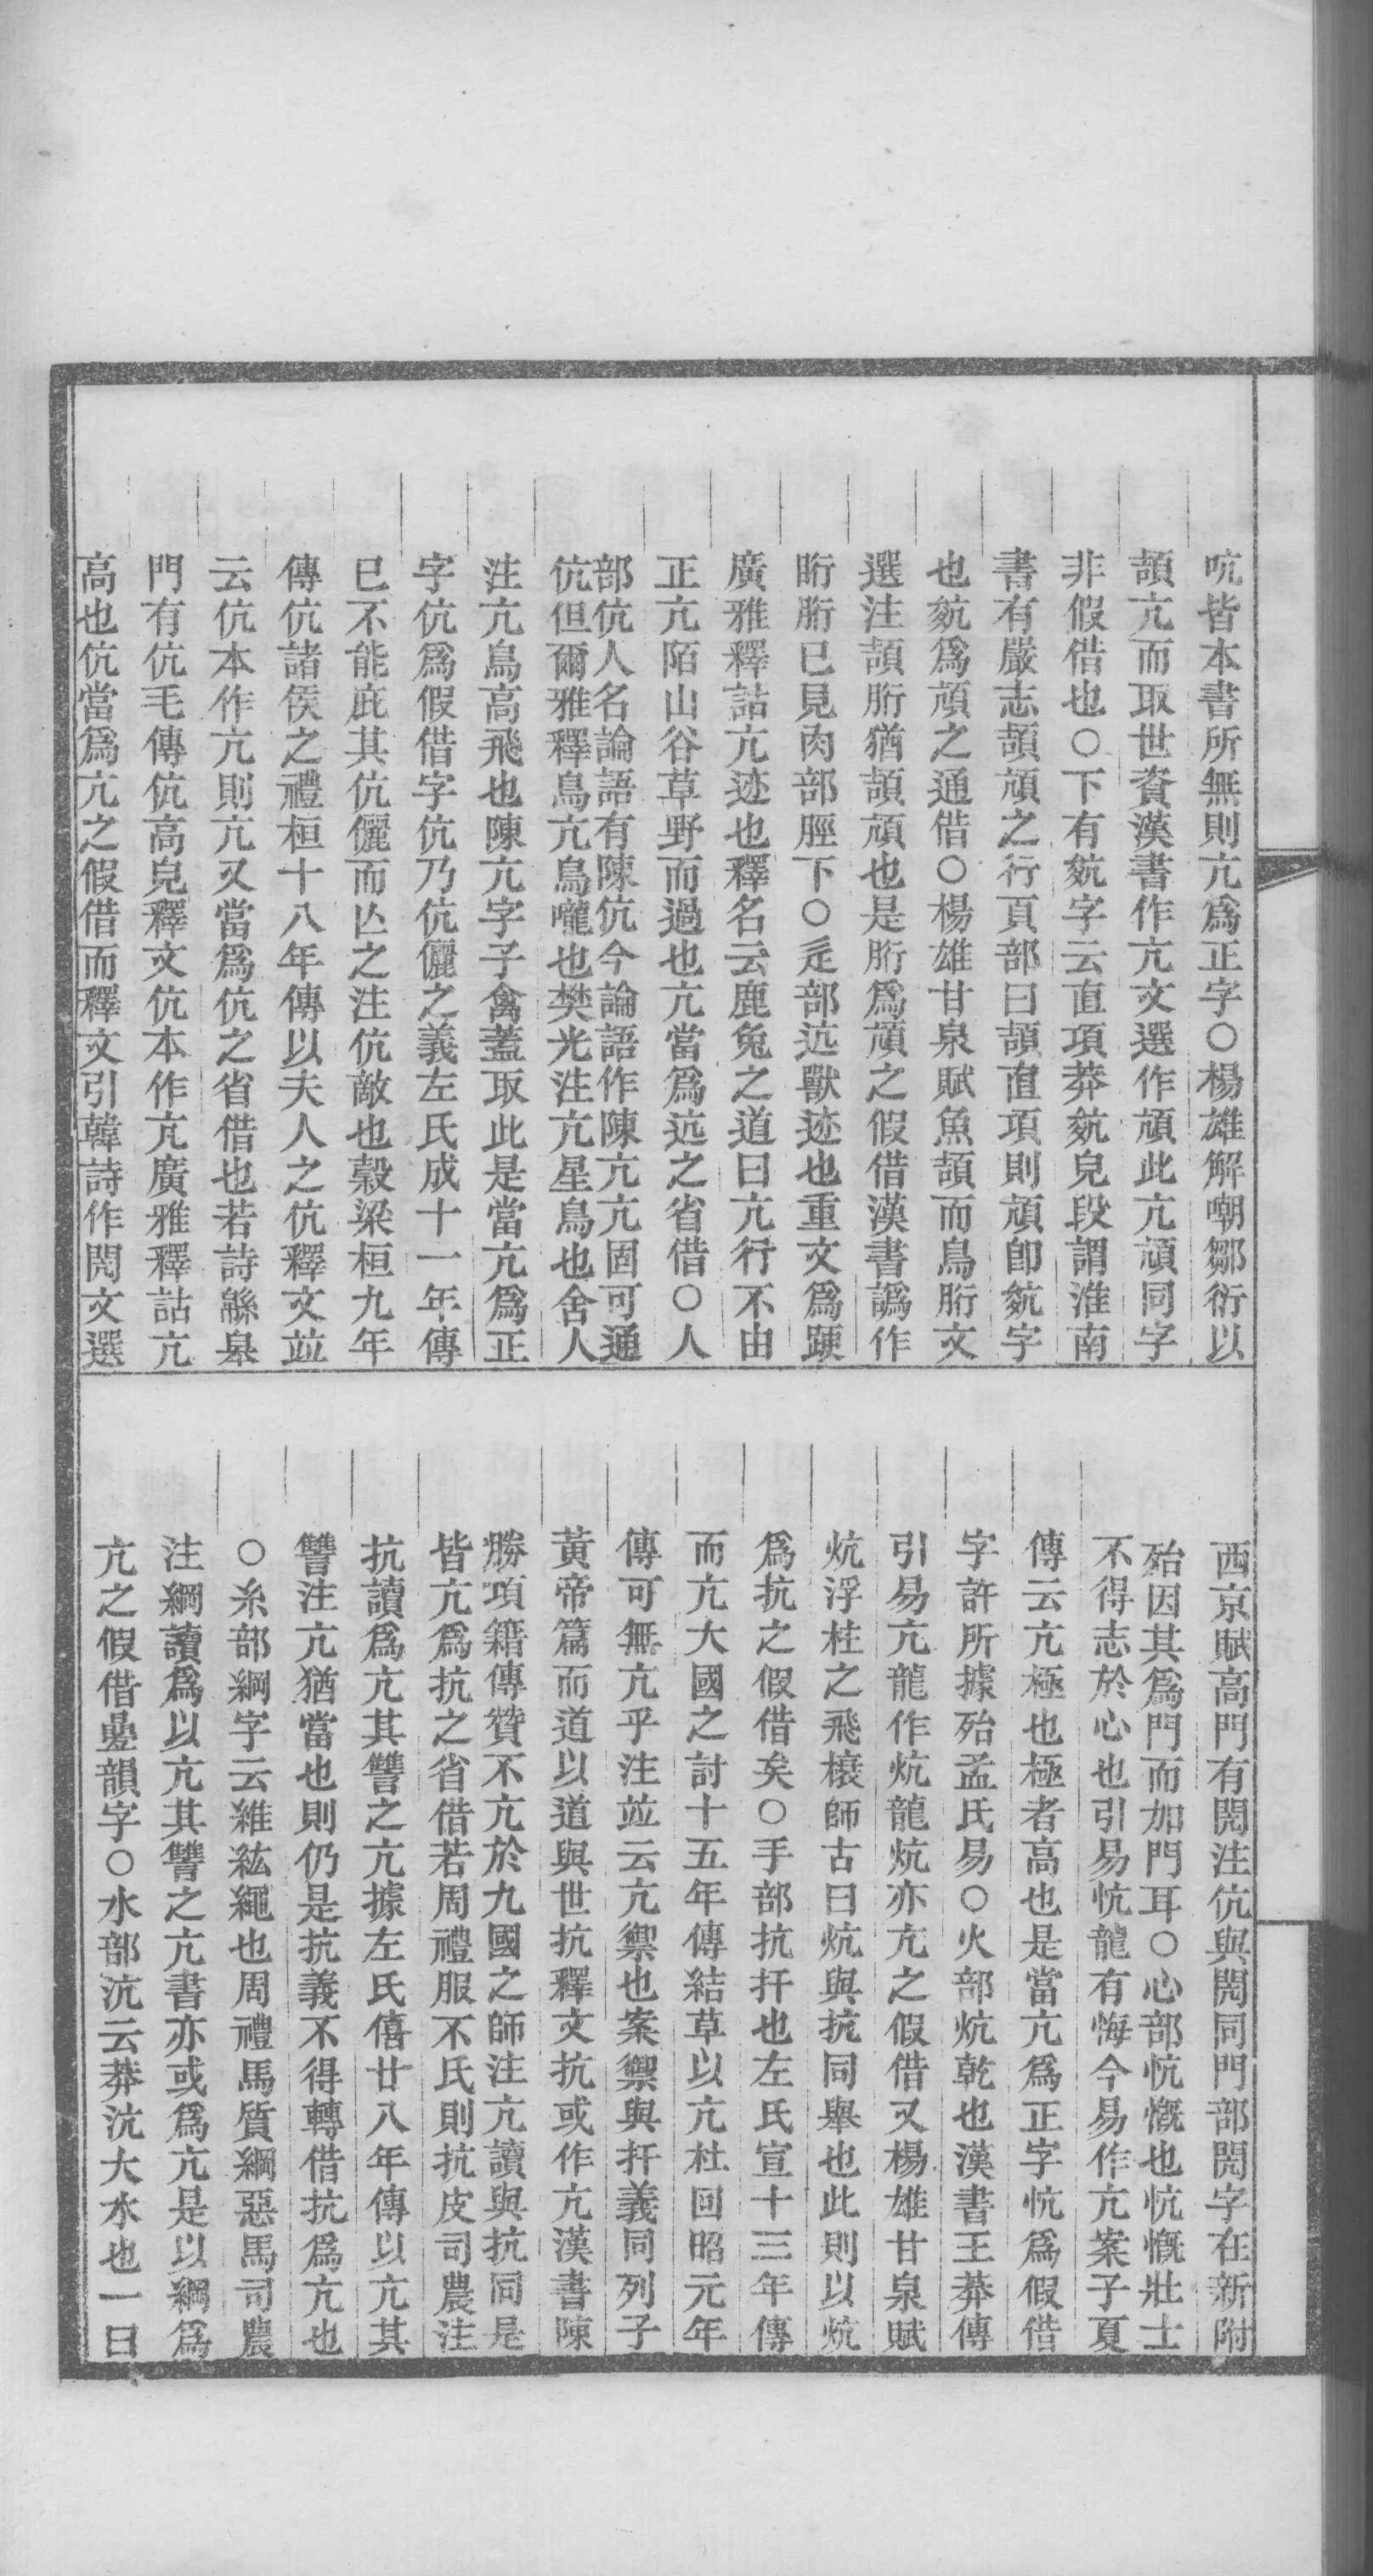 吭皆本書所無則亢爲正字○楊雄解嘲鄒衍以
頡亢而取世資漢書作亢文選作頏此亢頏同字
非假借也○下有䟘字云直項莽䟘皃段謂淮南
書有嚴志頡頏之行頁部曰頡直項則頏卽䟘字
也䟘爲頏之通借○楊雄甘泉賦魚頡而鳥䀪文
選注頡䀪猶頡頏也是䀪爲頏之假借漢書譌作
䀪䀪已見肉部脛下○辵部迒獸迹也重文爲䟰
廣雅釋詁亢迹也釋名云鹿兔之道曰亢行不由
正亢陌山谷草野而過也亢當爲迒之省借○人
部伉人名論語有陳伉今論語作陳亢亢固可通
伉但爾雅釋鳥亢鳥嚨也樊光注亢星鳥也舍人
注亢鳥高飛也陳亢字子禽蓋取此是當亢爲正
字伉爲假借字伉乃伉儷之義左氏成十一年傳
已不能庇其伉儷而亾之注伉敵也穀梁桓九年
傳伉諸侯之禮桓十八年傳以夫人之伉釋文竝
云伉本作亢則亢又當爲伉之省借也若詩緜皋
門有伉毛傳伉高皃釋文伉本作亢廣雅釋詁亢
高也伉當爲亢之假借而釋文引韓詩作閌文選
西京賦高門有閌注伉與閌同門部閌字在新附
殆因其爲門而加門耳○心部忼慨也忼慨壯士
不得志於心也引易忼龍有悔今易作亢案子夏
傳云亢極也極者高也是當亢爲正字忼爲假借
字許所據殆孟氏易○火部炕乾也漢書王莽傳
引易亢龍作炕龍炕亦亢之假借又楊雄甘泉賦
炕浮柱之飛榱師古曰炕與抗同舉也此則以炕
爲抗之假借矣○手部抗扞也左氏宣十三年傳
而亢大國之討十五年傳結草以亢杜回昭元年
傳可無亢乎注竝云亢禦也案禦與扞義同列子
黃帝篇而道以道與世抗釋文抗或作亢漢書陳
勝項籍傳贊不亢於九國之師注亢讀與抗同是
皆亢爲抗之省借若周禮服不氏則抗皮司農注
抗讀爲亢其讐之亢據左氏僖廿八年傳以亢其
讐注亢猶當也則仍是抗義不得轉借抗爲亢也
○糸部綱字云維紘繩也周禮馬質綱惡馬司農
注綱讀爲以亢其讐之亢書亦或爲亢是以綱爲
亢之假借曡韻字○水部沆云莽沆大水也一曰